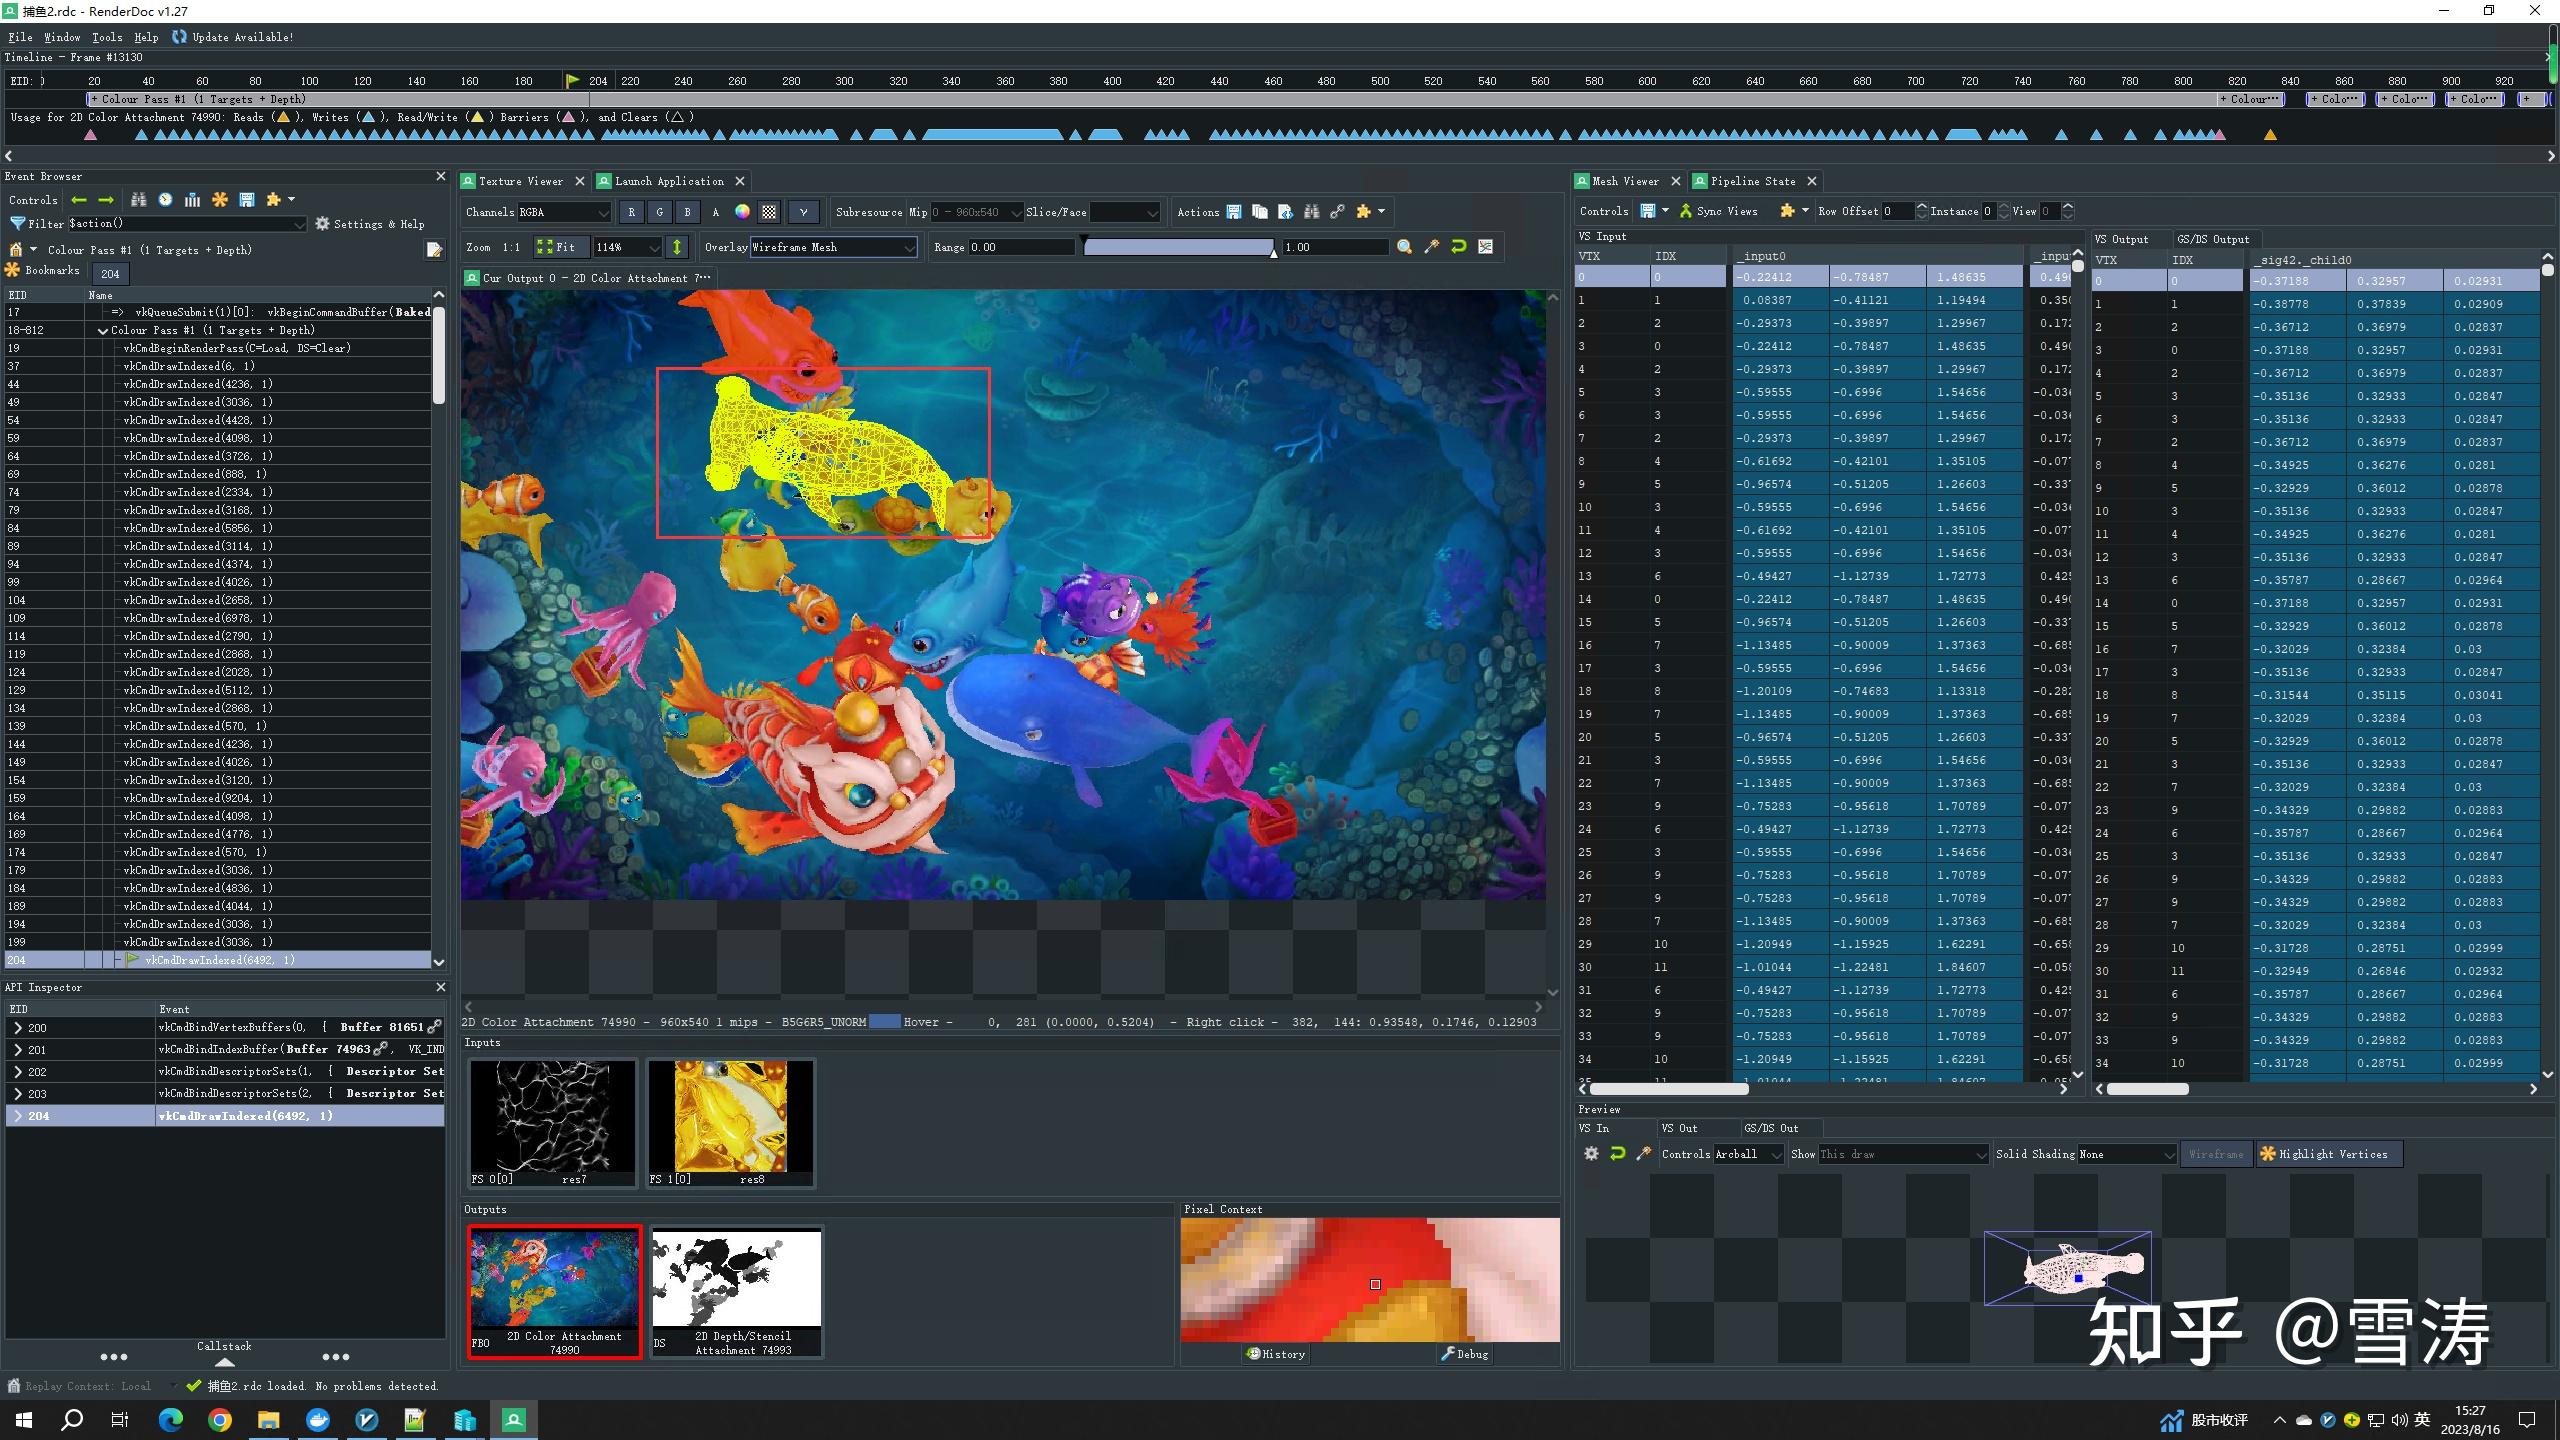 捕鱼2.rdc - RenderDoc v1.27
File Window Tools Help Update Available!
Timeline - Frame #13130
EID: 0 20 40 60 80 100 120 140 160 180 204 220 240 260 280 300 320 340 360 380 400 420 440 460 480 500 520 540 560 580 600 620 640 660 680 700 720 740 760 780 800 820 840 860 880 900 920
+ Colour Pass #1 (1 Targets + Depth) + Colour··· + Colo··· + Colo··· + Colo··· +
Usage for 2D Color Attachment 74990: Reads ( ), Writes ( ), Read/Write ( ) Barriers ( ), and Clears ( )
Event Browser
Controls
Filter $action() Settings & Help
Colour Pass #1 (1 Targets + Depth)
Bookmarks 204
EID Name
17 => vkQueueSubmit(1)[0]: vkBeginCommandBuffer(Baked
18-812 Colour Pass #1 (1 Targets + Depth)
19 vkCmdBeginRenderPass(C=Load, DS=Clear)
37 vkCmdDrawIndexed(6, 1)
44 vkCmdDrawIndexed(4236, 1)
49 vkCmdDrawIndexed(3036, 1)
54 vkCmdDrawIndexed(4428, 1)
59 vkCmdDrawIndexed(4098, 1)
64 vkCmdDrawIndexed(3726, 1)
69 vkCmdDrawIndexed(888, 1)
74 vkCmdDrawIndexed(2334, 1)
79 vkCmdDrawIndexed(3168, 1)
84 vkCmdDrawIndexed(5856, 1)
89 vkCmdDrawIndexed(3114, 1)
94 vkCmdDrawIndexed(4374, 1)
99 vkCmdDrawIndexed(4026, 1)
104 vkCmdDrawIndexed(2658, 1)
109 vkCmdDrawIndexed(6978, 1)
114 vkCmdDrawIndexed(2790, 1)
119 vkCmdDrawIndexed(2868, 1)
124 vkCmdDrawIndexed(2028, 1)
129 vkCmdDrawIndexed(5112, 1)
134 vkCmdDrawIndexed(2868, 1)
139 vkCmdDrawIndexed(570, 1)
144 vkCmdDrawIndexed(4236, 1)
149 vkCmdDrawIndexed(4026, 1)
154 vkCmdDrawIndexed(3120, 1)
159 vkCmdDrawIndexed(9204, 1)
164 vkCmdDrawIndexed(4098, 1)
169 vkCmdDrawIndexed(4776, 1)
174 vkCmdDrawIndexed(570, 1)
179 vkCmdDrawIndexed(3036, 1)
184 vkCmdDrawIndexed(4836, 1)
189 vkCmdDrawIndexed(4044, 1)
194 vkCmdDrawIndexed(3036, 1)
199 vkCmdDrawIndexed(3036, 1)
204 vkCmdDrawIndexed(6492, 1)
API Inspector
EID Event
200 vkCmdBindVertexBuffers(0, { Buffer 81651
201 vkCmdBindIndexBuffer(Buffer 74963, VK_IND
202 vkCmdBindDescriptorSets(1, { Descriptor Set
203 vkCmdBindDescriptorSets(2, { Descriptor Set
204 vkCmdDrawIndexed(6492, 1)
Callstack
Replay Context: Local 捕鱼2.rdc loaded. No problems detected.
Texture Viewer Launch Application
Channels RGBA R G B A γ Subresource Mip 0 - 960x540 Slice/Face Actions
Zoom 1:1 Fit 114% Overlay Wireframe Mesh Range 0.00 1.00
Cur Output 0 - 2D Color Attachment 7···
2D Color Attachment 74990 - 960x540 1 mips - B5G6R5_UNORM Hover - 0, 281 (0.0000, 0.5204) - Right click - 382, 144: 0.93548, 0.1746, 0.12903
Inputs
FS 0[0] res7 FS 1[0] res8
Outputs
FB0 2D Color Attachment 74990
DS 2D Depth/Stencil Attachment 74993
Pixel Context
History Debug
Mesh Viewer Pipeline State
Controls Sync Views Row Offset 0 Instance 0 View 0
VS Input
VTX IDX _input0 _input
0 0 -0.22412 -0.78487 1.48635 0.490
1 1 0.08387 -0.41121 1.19494 0.350
2 2 -0.29373 -0.39897 1.29967 0.172
3 0 -0.22412 -0.78487 1.48635 0.490
4 2 -0.29373 -0.39897 1.29967 0.172
5 3 -0.59555 -0.6996 1.54656 -0.036
6 3 -0.59555 -0.6996 1.54656 -0.036
7 2 -0.29373 -0.39897 1.29967 0.172
8 4 -0.61692 -0.42101 1.35105 -0.077
9 5 -0.96574 -0.51205 1.26603 -0.337
10 3 -0.59555 -0.6996 1.54656 -0.036
11 4 -0.61692 -0.42101 1.35105 -0.077
12 3 -0.59555 -0.6996 1.54656 -0.036
13 6 -0.49427 -1.12739 1.72773 0.425
14 0 -0.22412 -0.78487 1.48635 0.490
15 5 -0.96574 -0.51205 1.26603 -0.337
16 7 -1.13485 -0.90009 1.37363 -0.685
17 3 -0.59555 -0.6996 1.54656 -0.036
18 8 -1.20109 -0.74683 1.13318 -0.282
19 7 -1.13485 -0.90009 1.37363 -0.685
20 5 -0.96574 -0.51205 1.26603 -0.337
21 3 -0.59555 -0.6996 1.54656 -0.036
22 7 -1.13485 -0.90009 1.37363 -0.685
23 9 -0.75283 -0.95618 1.70789 -0.077
24 6 -0.49427 -1.12739 1.72773 0.425
25 3 -0.59555 -0.6996 1.54656 -0.036
26 9 -0.75283 -0.95618 1.70789 -0.077
27 9 -0.75283 -0.95618 1.70789 -0.077
28 7 -1.13485 -0.90009 1.37363 -0.685
29 10 -1.20949 -1.15925 1.62291 -0.658
30 11 -1.01044 -1.22481 1.84607 -0.058
31 6 -0.49427 -1.12739 1.72773 0.425
32 9 -0.75283 -0.95618 1.70789 -0.077
33 9 -0.75283 -0.95618 1.70789 -0.077
34 10 -1.20949 -1.15925 1.62291 -0.658
35 11 -1.01044 -1.22481 1.84607 -0.058
VS Output GS/DS Output
VTX IDX _sig42._child0
0 0 -0.37188 0.32957 0.02931
1 1 -0.38778 0.37839 0.02909
2 2 -0.36712 0.36979 0.02837
3 0 -0.37188 0.32957 0.02931
4 2 -0.36712 0.36979 0.02837
5 3 -0.35136 0.32933 0.02847
6 3 -0.35136 0.32933 0.02847
7 2 -0.36712 0.36979 0.02837
8 4 -0.34925 0.36276 0.0281
9 5 -0.32929 0.36012 0.02878
10 3 -0.35136 0.32933 0.02847
11 4 -0.34925 0.36276 0.0281
12 3 -0.35136 0.32933 0.02847
13 6 -0.35787 0.28667 0.02964
14 0 -0.37188 0.32957 0.02931
15 5 -0.32929 0.36012 0.02878
16 7 -0.32029 0.32384 0.03
17 3 -0.35136 0.32933 0.02847
18 8 -0.31544 0.35115 0.03041
19 7 -0.32029 0.32384 0.03
20 5 -0.32929 0.36012 0.02878
21 3 -0.35136 0.32933 0.02847
22 7 -0.32029 0.32384 0.03
23 9 -0.34329 0.29882 0.02883
24 6 -0.35787 0.28667 0.02964
25 3 -0.35136 0.32933 0.02847
26 9 -0.34329 0.29882 0.02883
27 9 -0.34329 0.29882 0.02883
28 7 -0.32029 0.32384 0.03
29 10 -0.31728 0.28751 0.02999
30 11 -0.32949 0.26846 0.02932
31 6 -0.35787 0.28667 0.02964
32 9 -0.34329 0.29882 0.02883
33 9 -0.34329 0.29882 0.02883
34 10 -0.31728 0.28751 0.02999
Preview
VS In VS Out GS/DS Out
Controls Arcball Show This draw Solid Shading None Wireframe Highlight Vertices
知乎 @雪涛
股市收评 英 15:27
2023/8/16